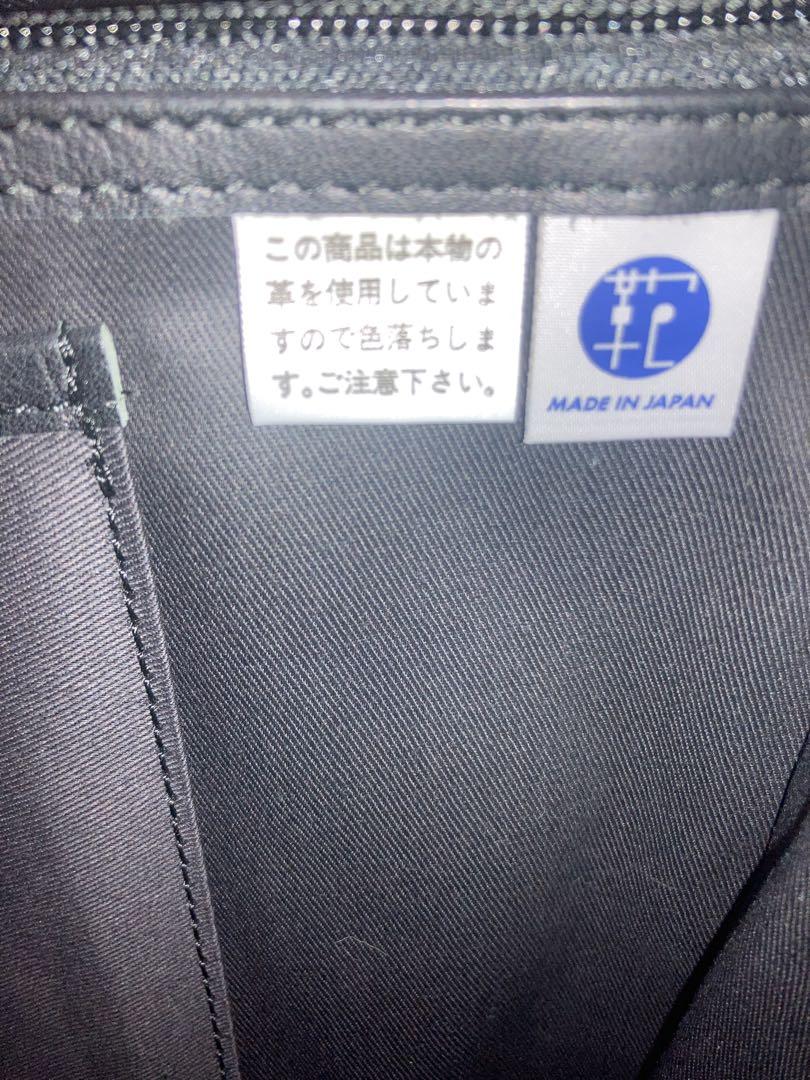 この商品は本物の
革を使用していま
すので色落ちしま
す。ご注意下さい。
MADE IN JAPAN